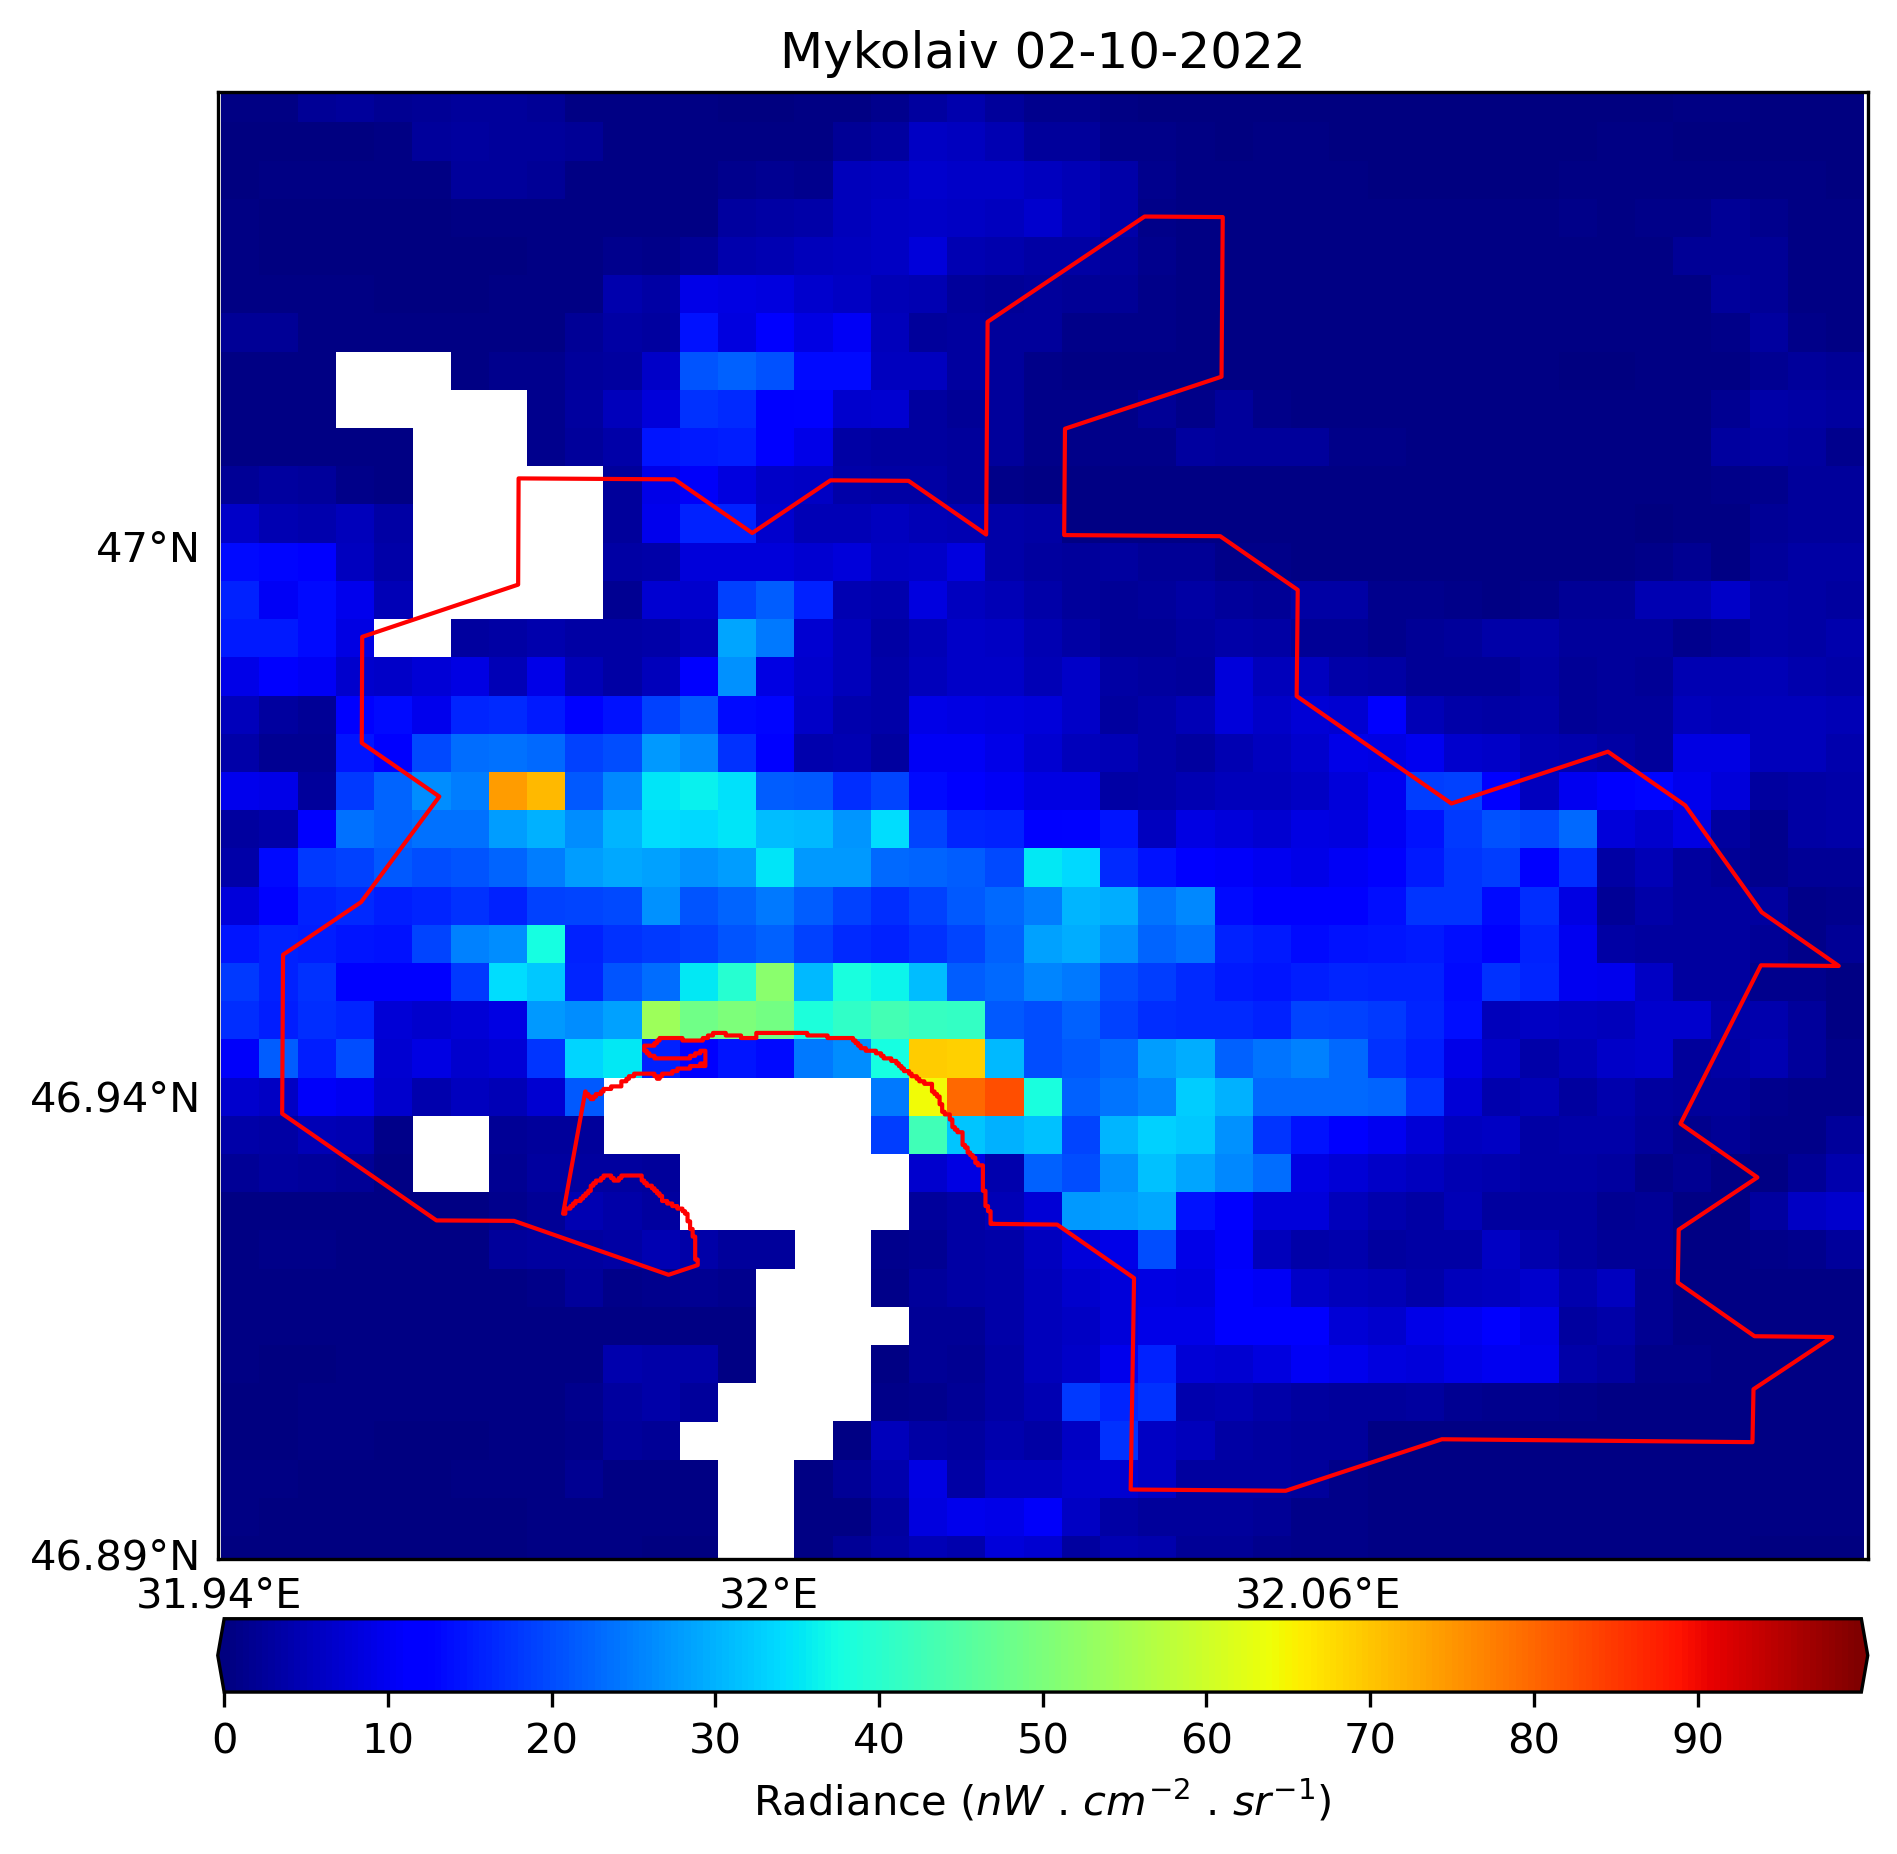 Mykolaiv 02-10-2022
47°N
46.94°N
46.89°N
31.94°E 32°E 32.06°E
0 10 20 30 40 50 60 70 80 90
Radiance (nW . cm⁻² . sr⁻¹)